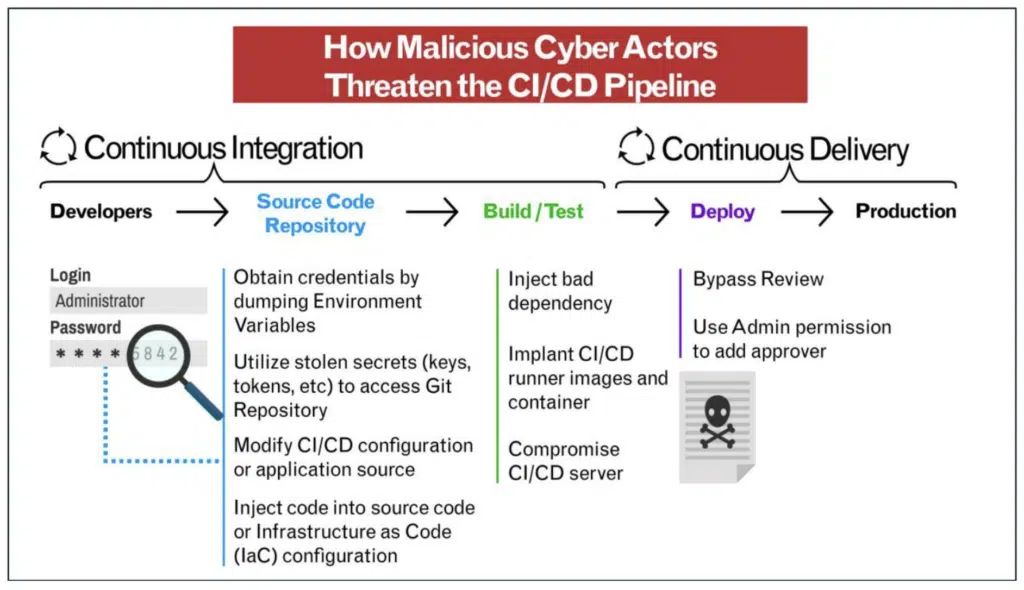 How Malicious Cyber Actors
Threaten the CI/CD Pipeline
Continuous Integration
Continuous Delivery
Developers
Source Code
Repository
Build / Test
Deploy
Production
Login
Administrator
Password
* * * * 5842
Obtain credentials by
dumping Environment
Variables
Utilize stolen secrets (keys,
tokens, etc) to access Git
Repository
Modify CI/CD configuration
or application source
Inject code into source code
or Infrastructure as Code
(IaC) configuration
Inject bad
dependency
Implant CI/CD
runner images and
container
Compromise
CI/CD server
Bypass Review
Use Admin permission
to add approver